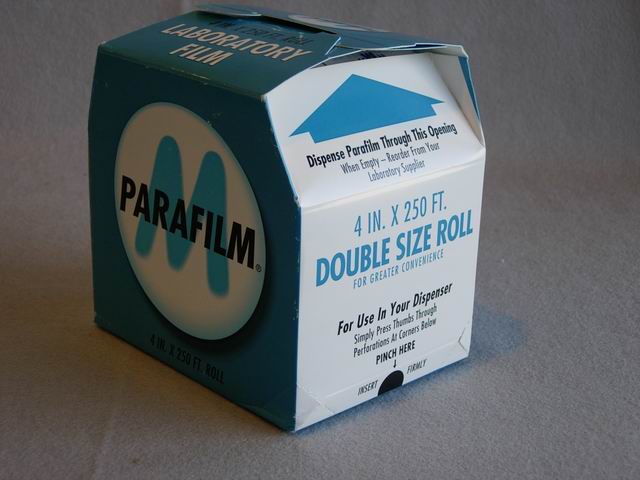 LABORATORY
FILM
M
PARAFILM®
4 IN. X 250 FT. ROLL
Dispense Parafilm Through This Opening
When Empty – Reorder From Your
Laboratory Supplier
4 IN. X 250 FT.
DOUBLE SIZE ROLL
FOR GREATER CONVENIENCE
For Use In Your Dispenser
Simply Press Thumbs Through
Perforations At Corners Below
PINCH HERE
↓
INSERT FIRMLY